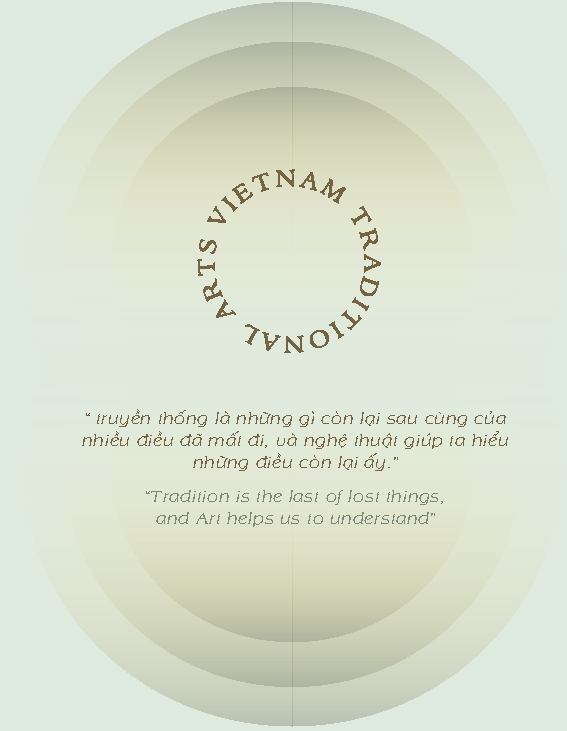 VIETNAM TRADITIONAL ARTS
“ truyền thống là những gì còn lại sau cùng của
nhiều điều đã mất đi, và nghệ thuật giúp ta hiểu
những điều còn lại ấy.”
“Tradition is the last of lost things,
and Art helps us to understand”